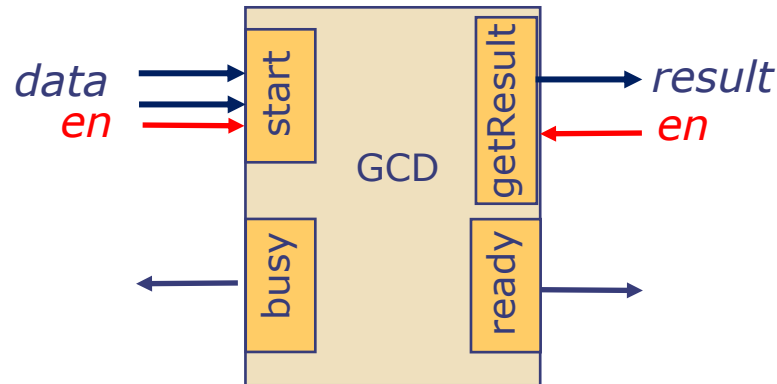 data
en
start
busy
GCD
getResult
ready
result
en